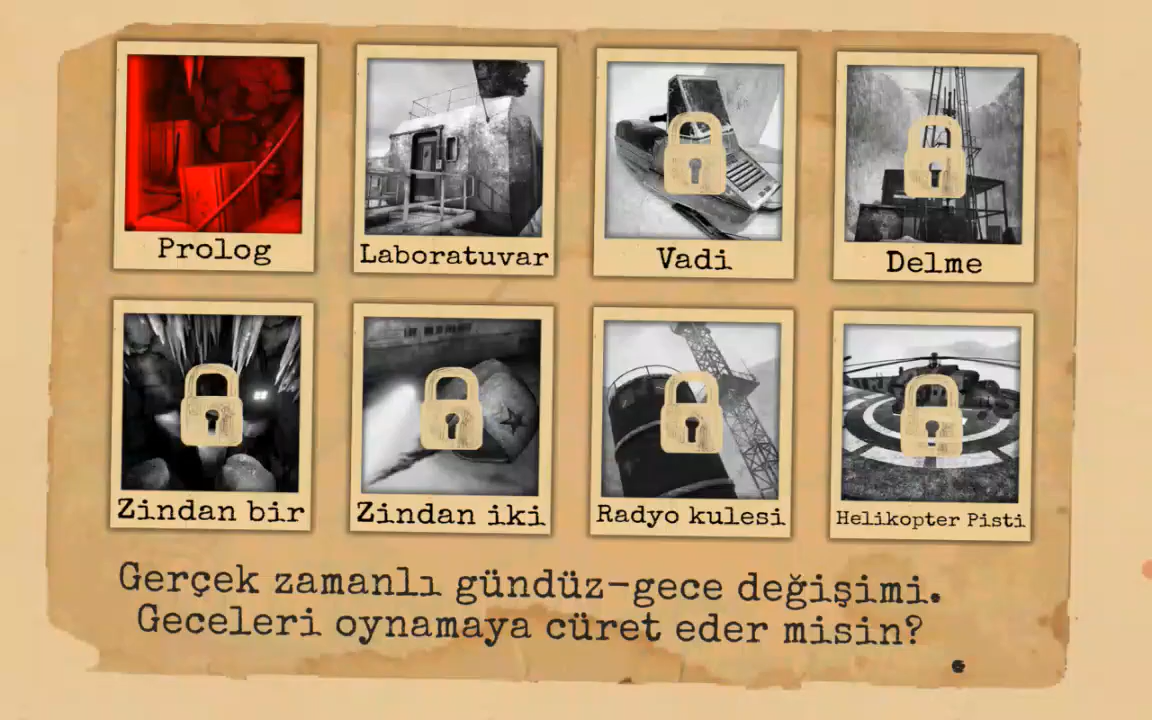 Prolog
Laboratuvar
Vadi
Delme
Zindan bir
Zindan iki
Radyo kulesi
Helikopter Pisti
Gerçek zamanlı gündüz-gece değişimi.
Geceleri oynamaya cüret eder misin?